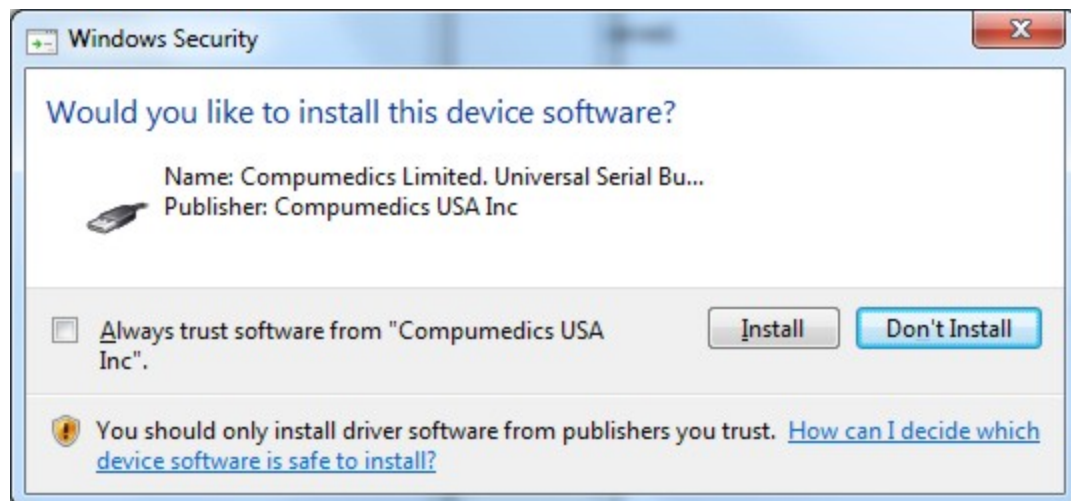 Windows Security
Would you like to install this device software?
Name: Compumedics Limited. Universal Serial Bu...
Publisher: Compumedics USA Inc
Always trust software from "Compumedics USA
Inc".
Install
Don't Install
You should only install driver software from publishers you trust. How can I decide which
device software is safe to install?